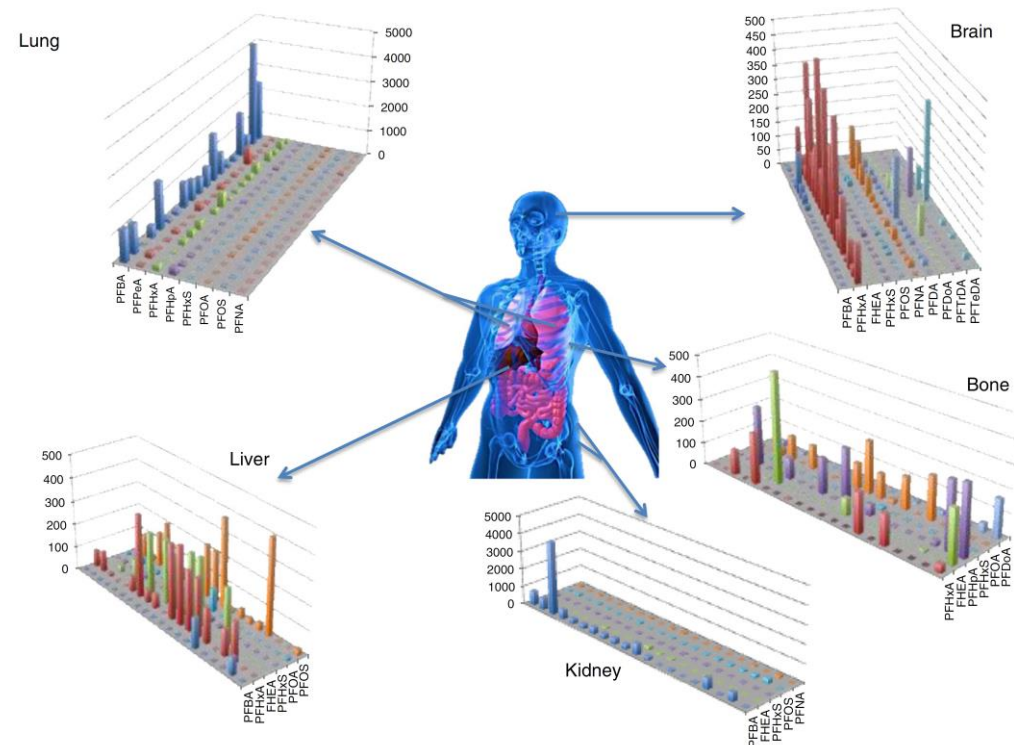 Lung
5000
4000
3000
2000
1000
0
PFBA
PFPeA
PFHxA
PFHpA
PFHxS
PFOA
PFOS
PFNA
Brain
500
450
400
350
300
250
200
150
100
50
0
PFBA
PFHxA
FHEA
PFHxS
PFOS
PFNA
PFDA
PFDoA
PFTrDA
PFTeDA
Bone
500
400
300
200
100
0
PFHxA
FHEA
PFHpA
PFHxS
PFOA
PFDoA
Liver
500
400
300
200
100
0
PFBA
PFHxA
FHEA
PFHxS
PFOA
PFOS
Kidney
5000
4000
3000
2000
1000
0
PFBA
FHEA
PFHxS
PFOS
PFNA